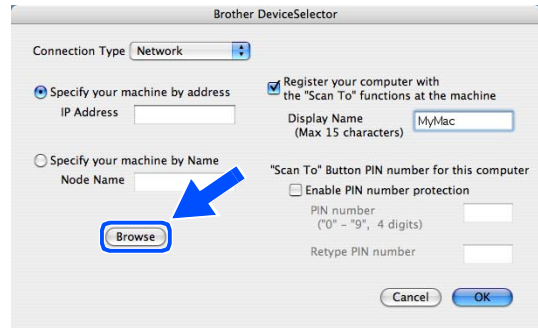 Brother DeviceSelector
Connection Type Network
Specify your machine by address
IP Address
Specify your machine by Name
Node Name
Browse
Register your computer with
the "Scan To" functions at the machine
Display Name MyMac
(Max 15 characters)
"Scan To" Button PIN number for this computer
Enable PIN number protection
PIN number
("0" – "9", 4 digits)
Retype PIN number
Cancel OK